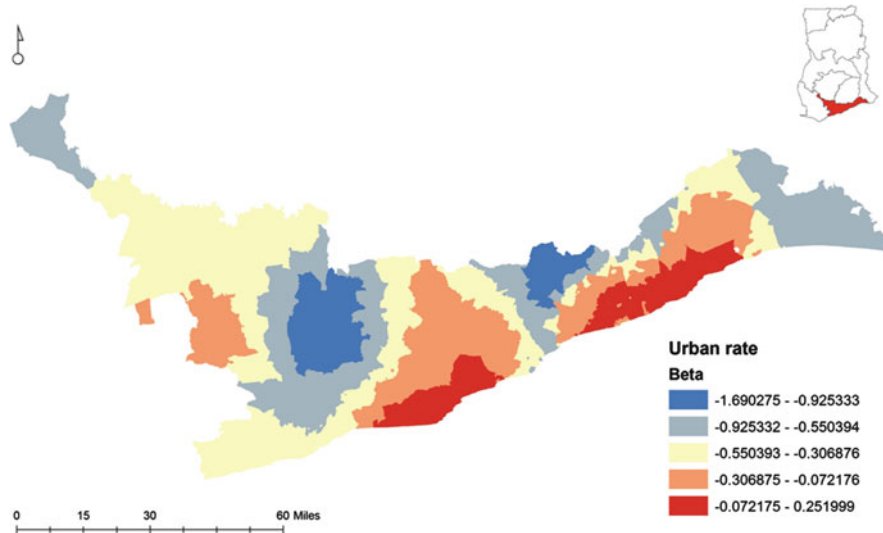 Urban rate
Beta
-1.690275 - -0.925333
-0.925332 - -0.550394
-0.550393 - -0.306876
-0.306875 - -0.072176
-0.072175 - 0.251999
0 15 30 60 Miles